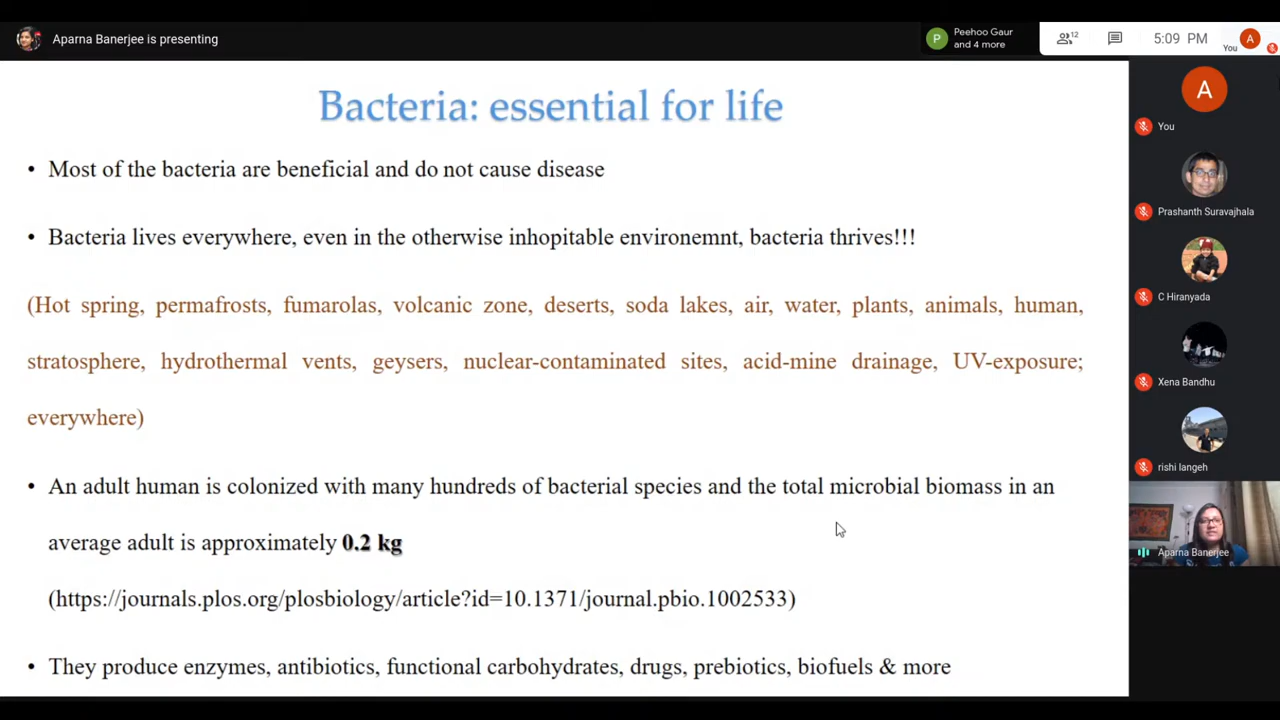 Aparna Banerjee is presenting
P
Peehoo Gaur
and 4 more
12
5:09 PM
You
A
Bacteria: essential for life
• Most of the bacteria are beneficial and do not cause disease
• Bacteria lives everywhere, even in the otherwise inhopitable environemnt, bacteria thrives!!!
(Hot spring, permafrosts, fumarolas, volcanic zone, deserts, soda lakes, air, water, plants, animals, human,
stratosphere, hydrothermal vents, geysers, nuclear-contaminated sites, acid-mine drainage, UV-exposure;
everywhere)
• An adult human is colonized with many hundreds of bacterial species and the total microbial biomass in an
average adult is approximately 0.2 kg
(https://journals.plos.org/plosbiology/article?id=10.1371/journal.pbio.1002533)
• They produce enzymes, antibiotics, functional carbohydrates, drugs, prebiotics, biofuels & more
A
You
Prashanth Suravajhala
C Hiranyada
Xena Bandhu
rishi langeh
Aparna Banerjee